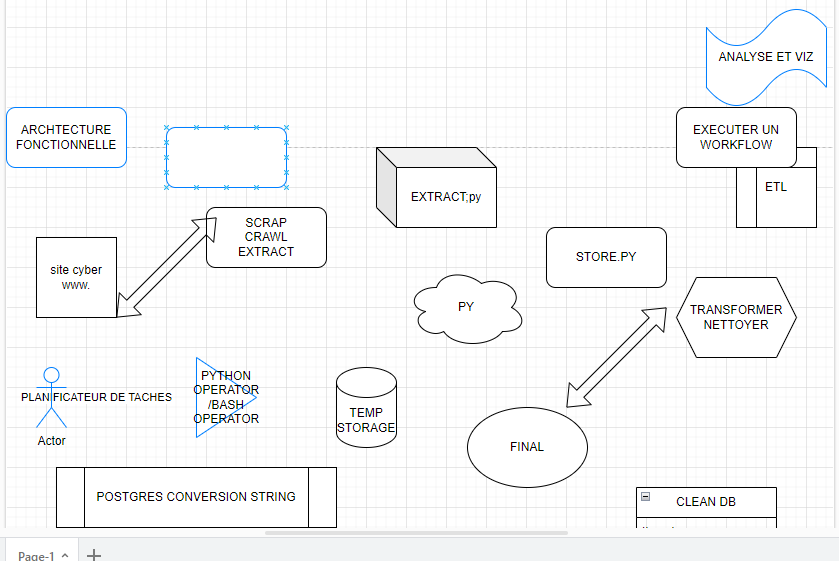 ANALYSE ET VIZ
ARCHTECTURE
FONCTIONNELLE
EXECUTER UN
WORKFLOW
ETL
EXTRACT;py
SCRAP
CRAWL
EXTRACT
site cyber
www.
STORE.PY
PY
TRANSFORMER
NETTOYER
PLANIFICATEUR DE TACHES
Actor
PYTHON
OPERATOR
/BASH
OPERATOR
TEMP
STORAGE
FINAL
POSTGRES CONVERSION STRING
CLEAN DB
Page-1